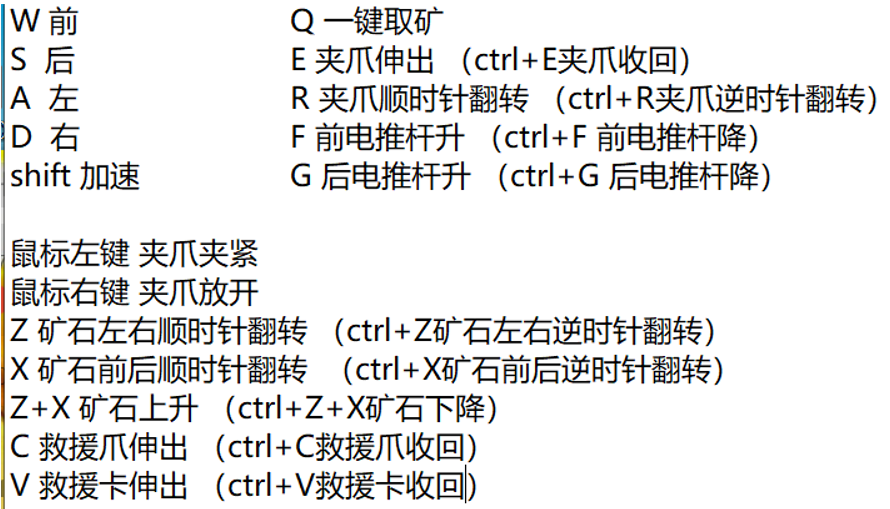 W 前 Q 一键取矿
S 后 E 夹爪伸出 （ctrl+E夹爪收回）
A 左 R 夹爪顺时针翻转 （ctrl+R夹爪逆时针翻转）
D 右 F 前电推杆升 （ctrl+F 前电推杆降）
shift 加速 G 后电推杆升 （ctrl+G 后电推杆降）
鼠标左键 夹爪夹紧
鼠标右键 夹爪放开
Z 矿石左右顺时针翻转 （ctrl+Z矿石左右逆时针翻转）
X 矿石前后顺时针翻转 （ctrl+X矿石前后逆时针翻转）
Z+X 矿石上升 （ctrl+Z+X矿石下降）
C 救援爪伸出 （ctrl+C救援爪收回）
V 救援卡伸出 （ctrl+V救援卡收回）